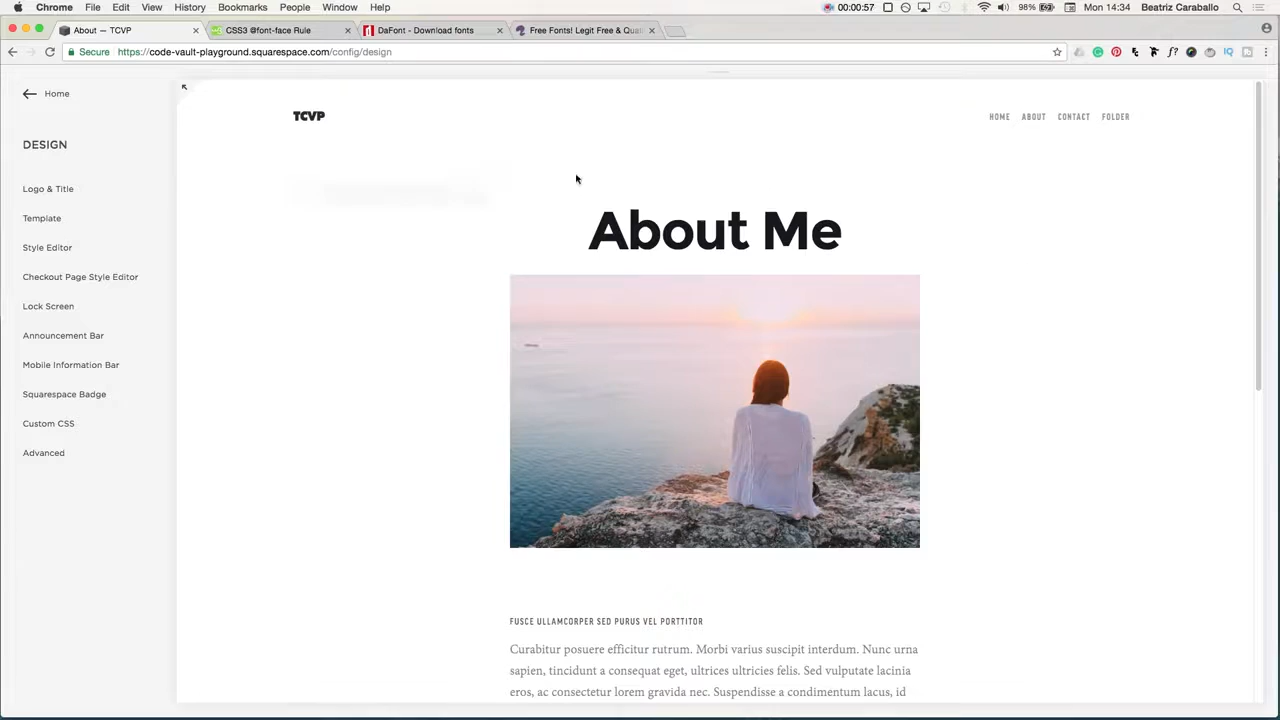 Chrome File Edit View History Bookmarks People Window Help
00:00:57 98% Mon 14:34 Beatriz Caraballo
About — TCVP
CSS3 @font-face Rule
DaFont - Download fonts
Free Fonts! Legit Free & Qual
Secure https://code-vault-playground.squarespace.com/config/design
Home
DESIGN
Logo & Title
Template
Style Editor
Checkout Page Style Editor
Lock Screen
Announcement Bar
Mobile Information Bar
Squarespace Badge
Custom CSS
Advanced
TCVP
HOME ABOUT CONTACT FOLDER
About Me
FUSCE ULLAMCORPER SED PURUS VEL PORTTITOR
Curabitur posuere efficitur rutrum. Morbi varius suscipit interdum. Nunc urna
sapien, tincidunt a consequat eget, ultrices ultricies felis. Sed vulputate lacinia
eros, ac consectetur lorem gravida nec. Suspendisse a condimentum lacus, id